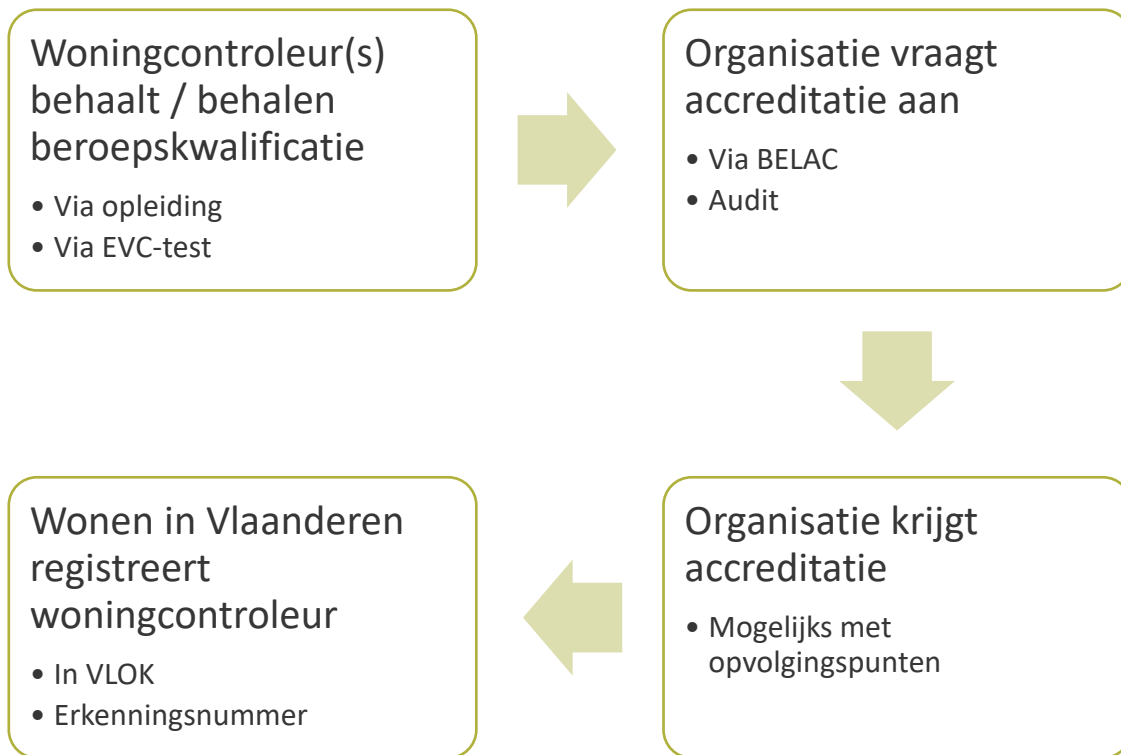 Woningcontroleur(s)
behaalt / behalen
beroepskwalificatie
• Via opleiding
• Via EVC-test
Organisatie vraagt
accreditatie aan
• Via BELAC
• Audit
Organisatie krijgt
accreditatie
• Mogelijks met
opvolgingspunten
Wonen in Vlaanderen
registreert
woningcontroleur
• In VLOK
• Erkenningsnummer